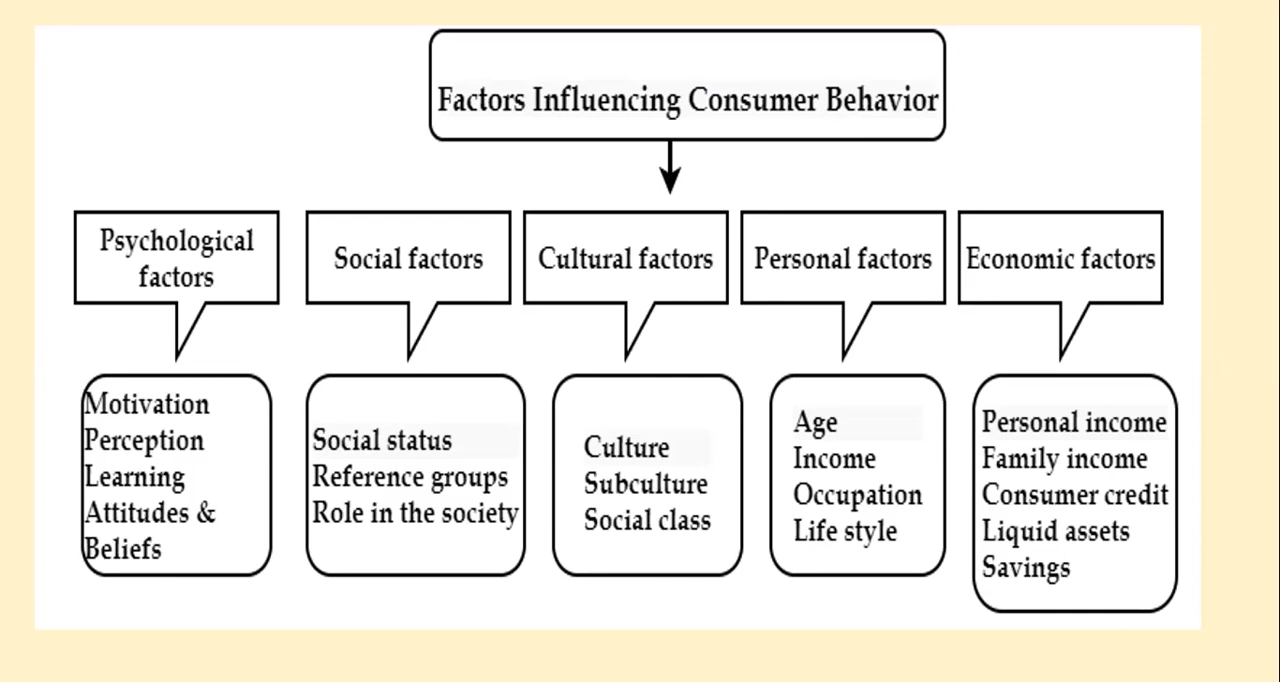 Factors Influencing Consumer Behavior
Psychological
factors
Social factors
Cultural factors
Personal factors
Economic factors
Motivation
Perception
Learning
Attitudes &
Beliefs
Social status
Reference groups
Role in the society
Culture
Subculture
Social class
Age
Income
Occupation
Life style
Personal income
Family income
Consumer credit
Liquid assets
Savings